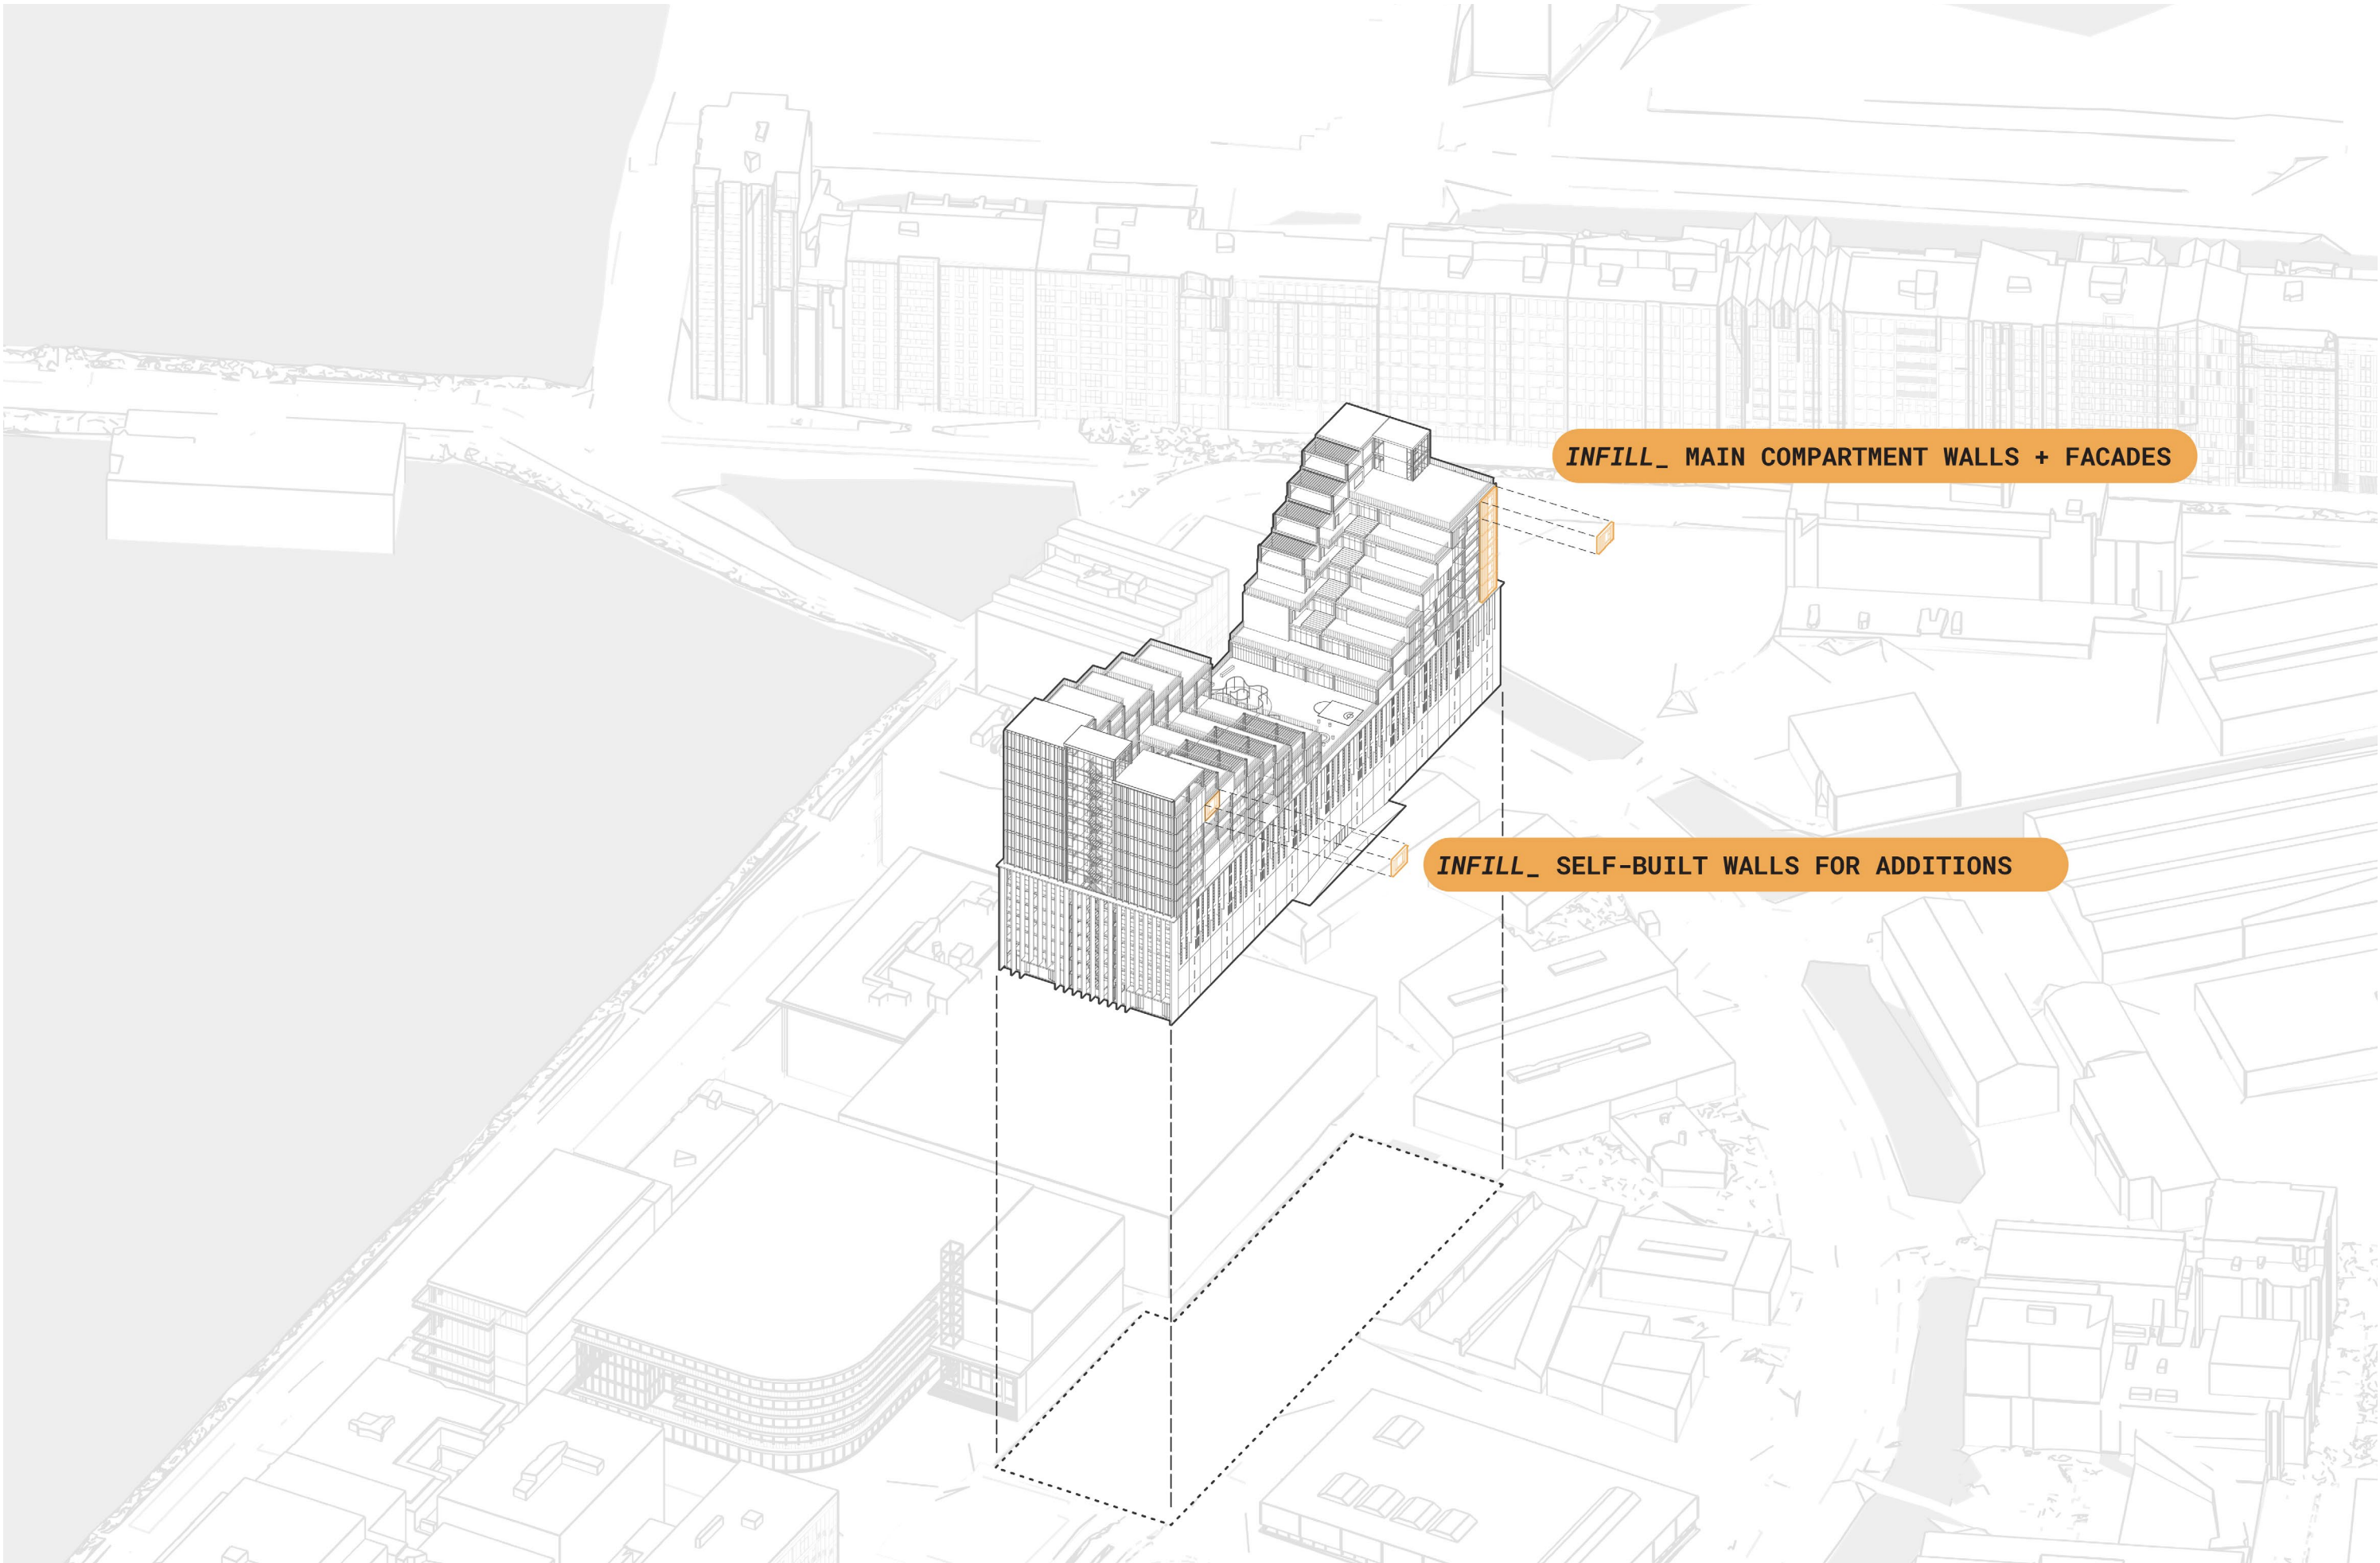 INFILL_ MAIN COMPARTMENT WALLS + FACADES
INFILL_ SELF-BUILT WALLS FOR ADDITIONS